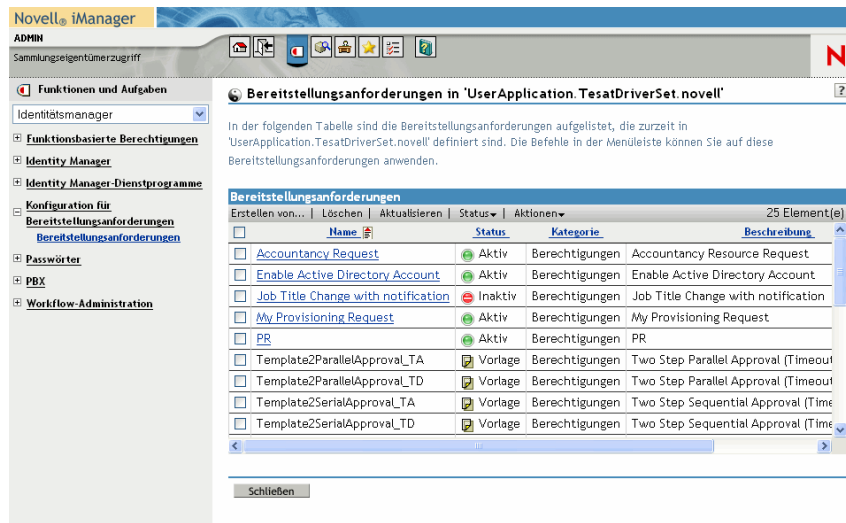 Novell® iManager
ADMIN
Sammlungseigentümerzugriff
N
Funktionen und Aufgaben
Identitätsmanager
Funktionsbasierte Berechtigungen
Identity Manager
Identity Manager-Dienstprogramme
Konfiguration für
Bereitstellungsanforderungen
Bereitstellungsanforderungen
Passwörter
PBX
Workflow-Administration
Bereitstellungsanforderungen in 'UserApplication.TesatDriverSet.novell'
?
In der folgenden Tabelle sind die Bereitstellungsanforderungen aufgelistet, die zurzeit in
'UserApplication.TesatDriverSet.novell' definiert sind. Die Befehle in der Menüleiste können Sie auf diese
Bereitstellungsanforderungen anwenden.
Bereitstellungsanforderungen
Erstellen von... | Löschen | Aktualisieren | Status | Aktionen 25 Element(e)
Name Status Kategorie Beschreibung
Accountancy Request Aktiv Berechtigungen Accountancy Resource Request
Enable Active Directory Account Aktiv Berechtigungen Enable Active Directory Account
Job Title Change with notification Inaktiv Berechtigungen Job Title Change with notification
My Provisioning Request Aktiv Berechtigungen My Provisioning Request
PR Aktiv Berechtigungen PR
Template2ParallelApproval_TA Vorlage Berechtigungen Two Step Parallel Approval (Timeout
Template2ParallelApproval_TD Vorlage Berechtigungen Two Step Parallel Approval (Timeout
Template2SerialApproval_TA Vorlage Berechtigungen Two Step Sequential Approval (Time
Template2SerialApproval_TD Vorlage Berechtigungen Two Step Sequential Approval (Time
Schließen